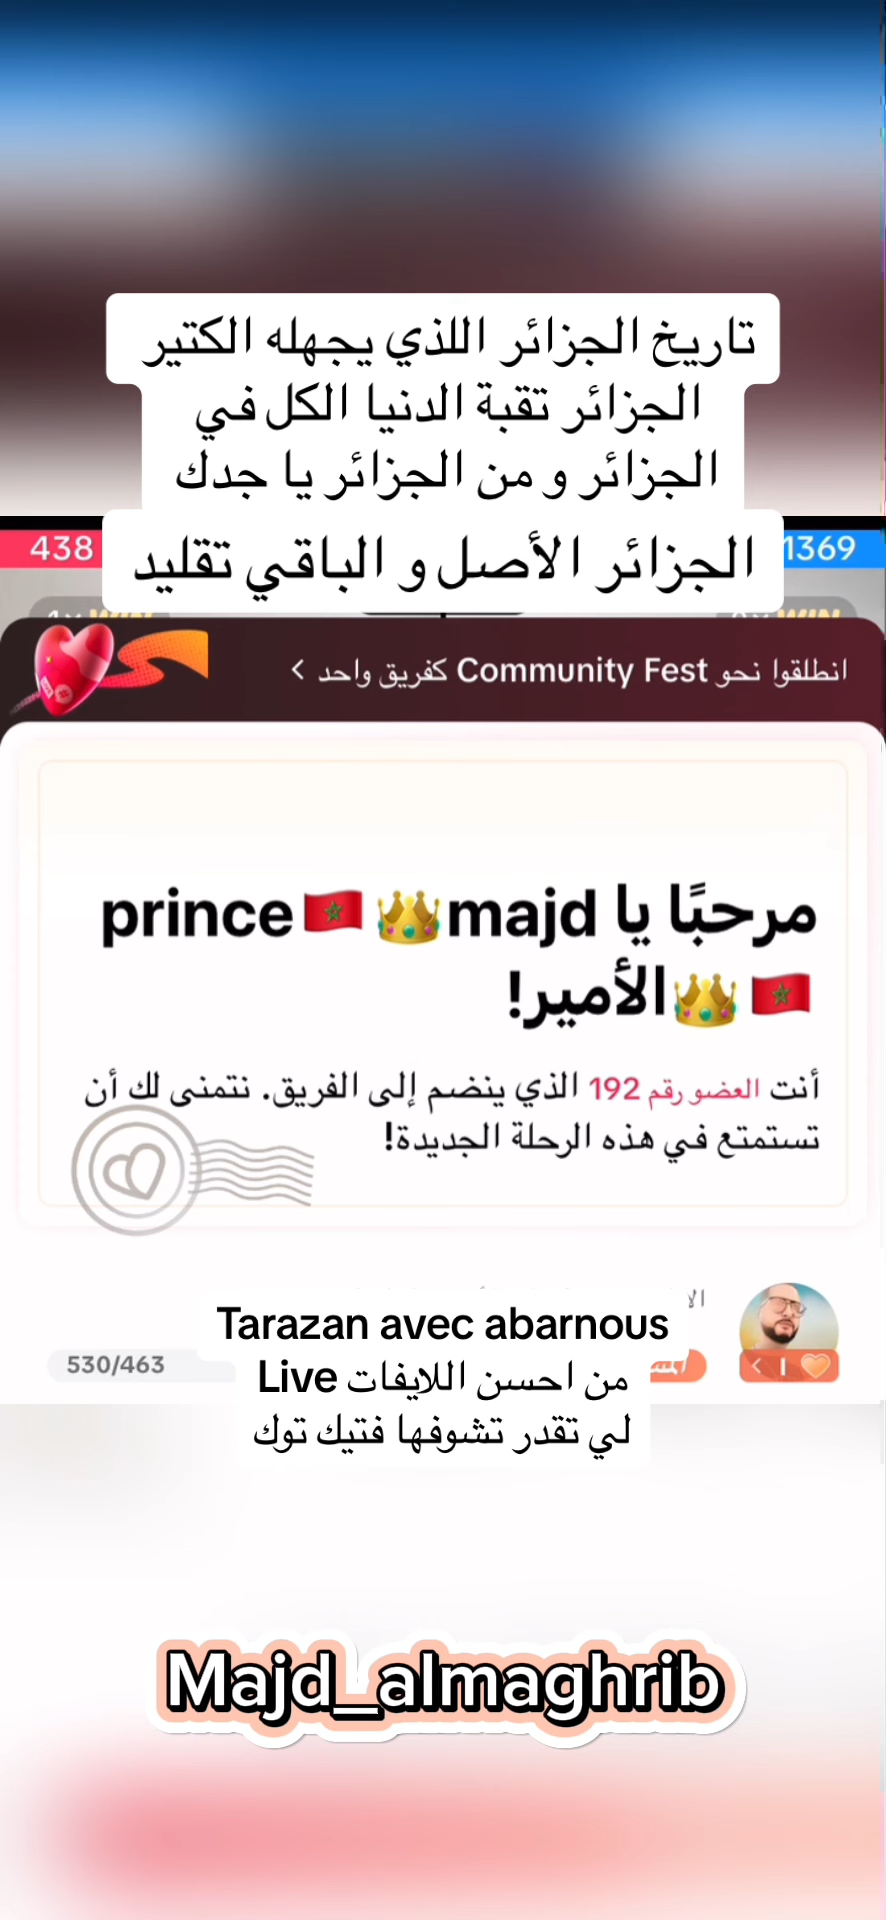 تاريخ الجزائر اللذي يجهله الكتير
الجزائر تقبة الدنيا الكل في
الجزائر و من الجزائر يا جدك
الجزائر الأصل و الباقي تقليد
438
1369
انطلقوا نحو Community Fest كفريق واحد >
مرحبًا يا majd👑🇲🇦prince
🇲🇦👑الأمير!
أنت العضو رقم 192 الذي ينضم إلى الفريق. نتمنى لك أن
تستمتع في هذه الرحلة الجديدة!
Tarazan avec abarnous
530/463
من احسن اللايفات Live
لي تقدر تشوفها فتيك توك
Majd_almaghrib